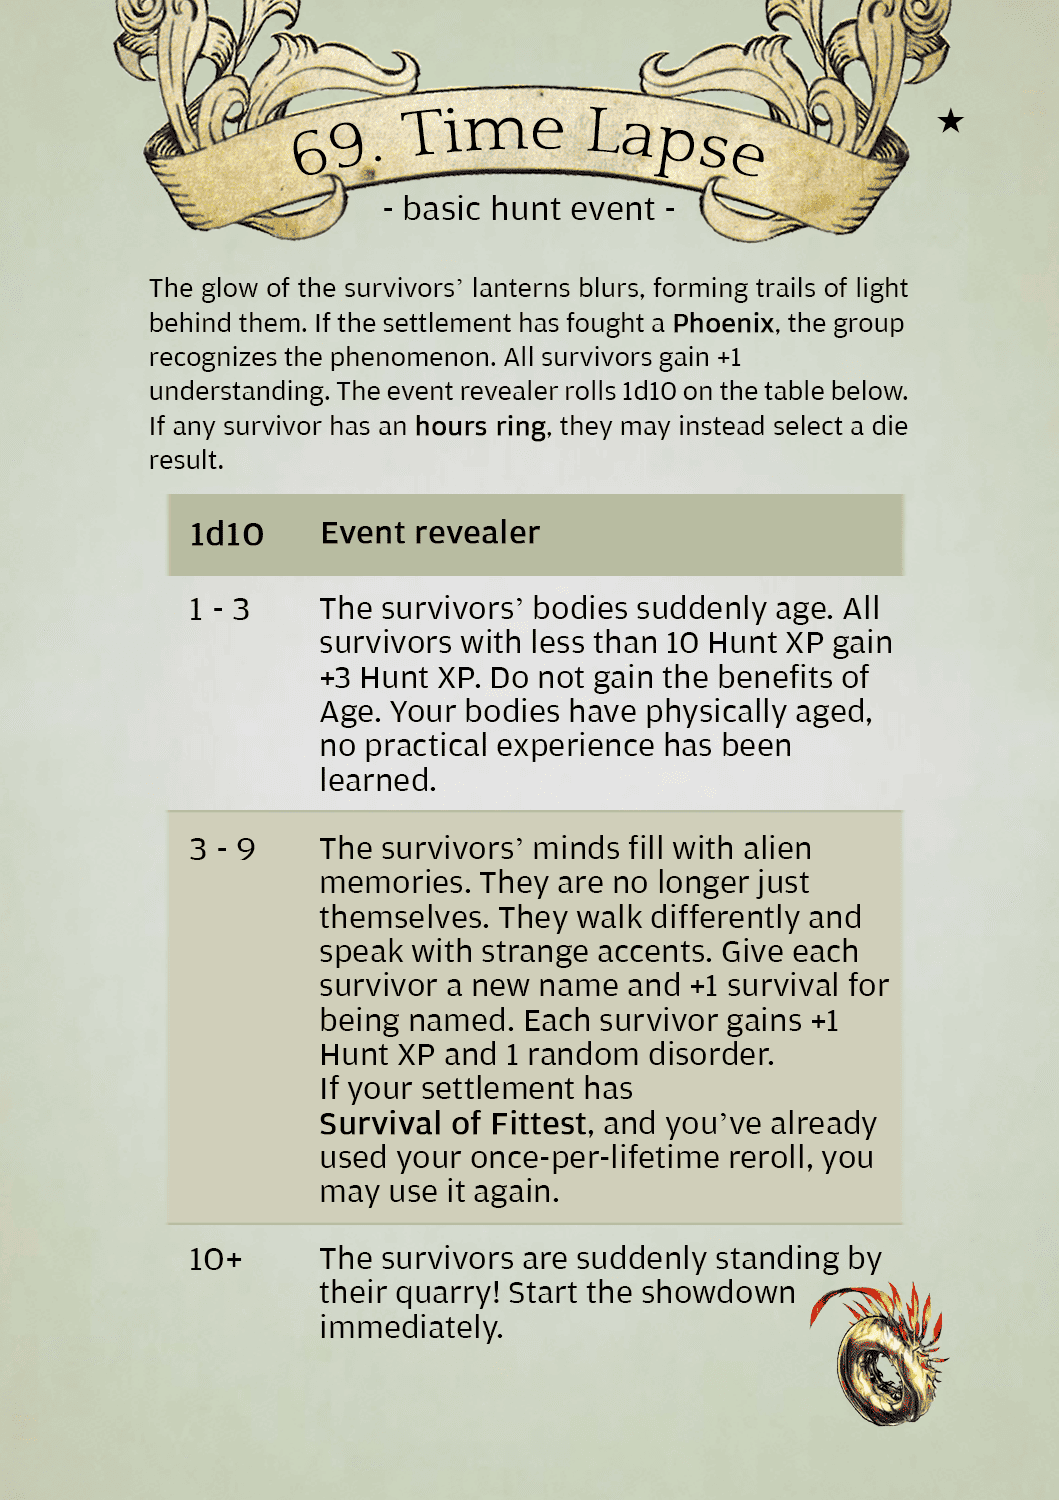 69. Time Lapse
★
- basic hunt event -
The glow of the survivors’ lanterns blurs, forming trails of light
behind them. If the settlement has fought a Phoenix, the group
recognizes the phenomenon. All survivors gain +1
understanding. The event revealer rolls 1d10 on the table below.
If any survivor has an hours ring, they may instead select a die
result.
1d10 Event revealer
1 - 3 The survivors’ bodies suddenly age. All
survivors with less than 10 Hunt XP gain
+3 Hunt XP. Do not gain the benefits of
Age. Your bodies have physically aged,
no practical experience has been
learned.
3 - 9 The survivors’ minds fill with alien
memories. They are no longer just
themselves. They walk differently and
speak with strange accents. Give each
survivor a new name and +1 survival for
being named. Each survivor gains +1
Hunt XP and 1 random disorder.
If your settlement has
Survival of Fittest, and you’ve already
used your once-per-lifetime reroll, you
may use it again.
10+ The survivors are suddenly standing by
their quarry! Start the showdown
immediately.